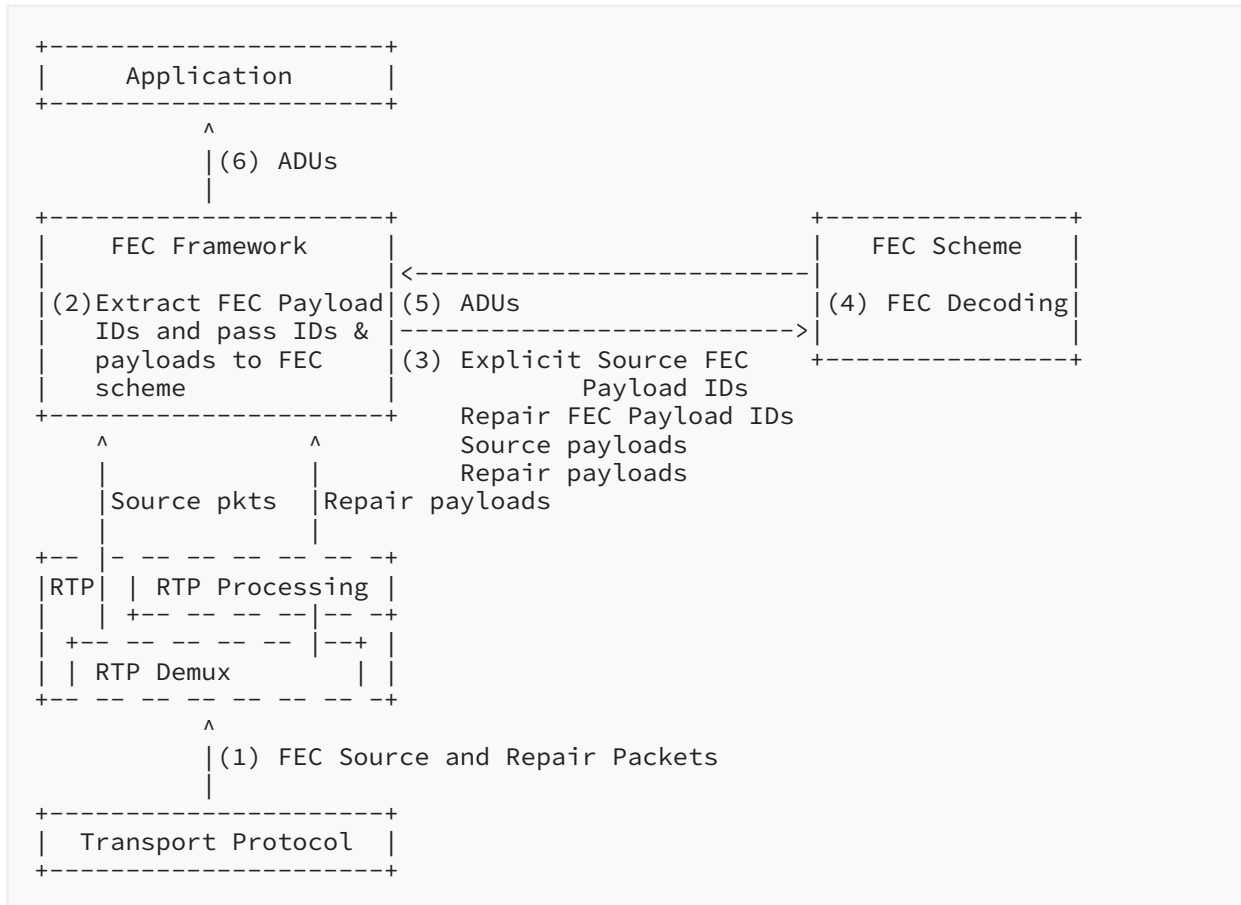 +----------------------+
|      Application      |
+----------------------+
           ^
           |(6) ADUs
           |
+----------------------+                           +----------------+
|     FEC Framework     |                           |   FEC Scheme   |
|                       |<--------------------------|                |
|(2)Extract FEC Payload|(5) ADUs                   |(4) FEC Decoding|
|   IDs and pass IDs & |-------------------------->|                |
|   payloads to FEC    |(3) Explicit Source FEC    +----------------+
|   scheme             |            Payload IDs
+----------------------+    Repair FEC Payload IDs
    ^             ^         Source payloads
    |             |         Repair payloads
    |Source pkts  |Repair payloads
    |             |
+-- |- -- -- -- -- -- -+
|RTP| | RTP Processing |
|   | +-- -- -- --|-- -+
| +-- -- -- -- -- |--+ |
| | RTP Demux        | |
+-- -- -- -- -- -- -- -+
           ^
           |(1) FEC Source and Repair Packets
           |
+----------------------+
|  Transport Protocol  |
+----------------------+